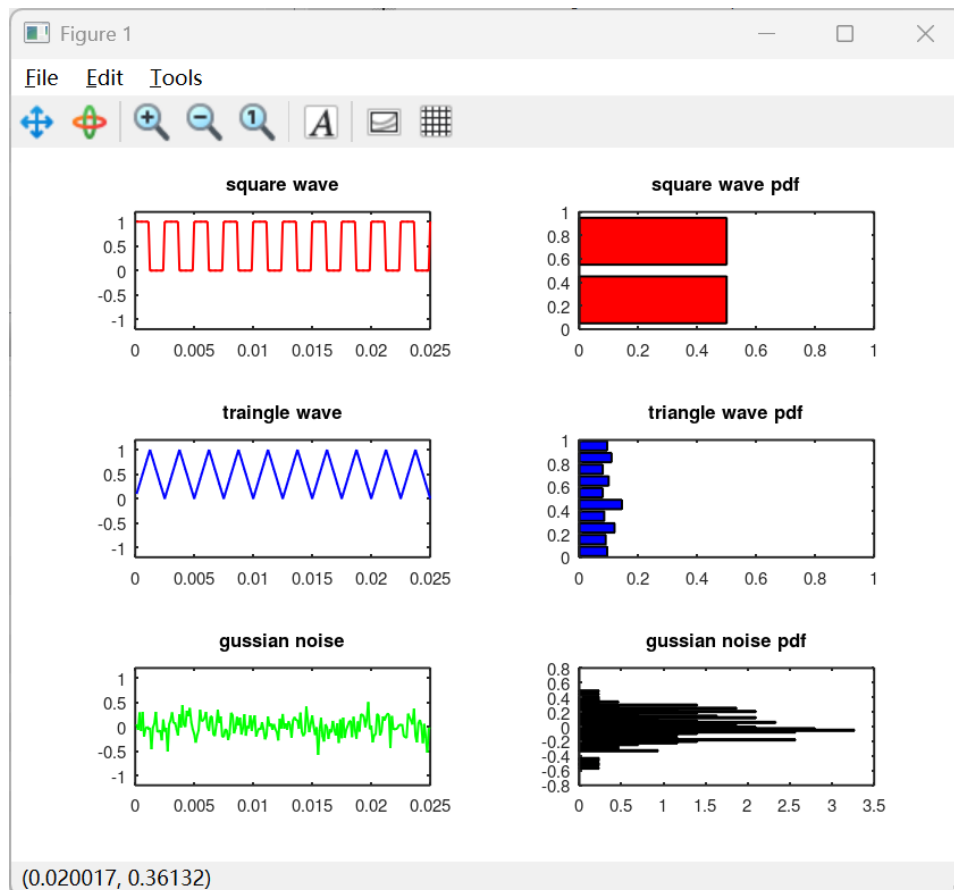 Figure 1
File Edit Tools
square wave
1
0.5
0
-0.5
-1
0 0.005 0.01 0.015 0.02 0.025
square wave pdf
1
0.8
0.6
0.4
0.2
0
0 0.2 0.4 0.6 0.8 1
traingle wave
1
0.5
0
-0.5
-1
0 0.005 0.01 0.015 0.02 0.025
triangle wave pdf
1
0.8
0.6
0.4
0.2
0
0 0.2 0.4 0.6 0.8 1
gussian noise
1
0.5
0
-0.5
-1
0 0.005 0.01 0.015 0.02 0.025
gussian noise pdf
0.8
0.6
0.4
0.2
0
-0.2
-0.4
-0.6
-0.8
0 0.5 1 1.5 2 2.5 3 3.5
(0.020017, 0.36132)